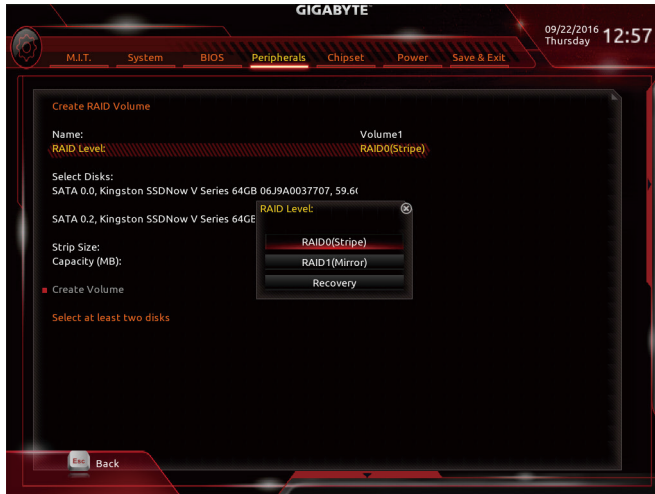 GIGABYTE™
09/22/2016 12:57
Thursday
M.I.T. System BIOS Peripherals Chipset Power Save & Exit
Create RAID Volume
Name: Volume1
RAID Level: RAID0(Stripe)
Select Disks:
SATA 0.0, Kingston SSDNow V Series 64GB 06J9A0037707, 59.6(
SATA 0.2, Kingston SSDNow V Series 64GB
RAID Level:
RAID0(Stripe)
RAID1(Mirror)
Recovery
Strip Size:
Capacity (MB):
Create Volume
Select at least two disks
Esc Back